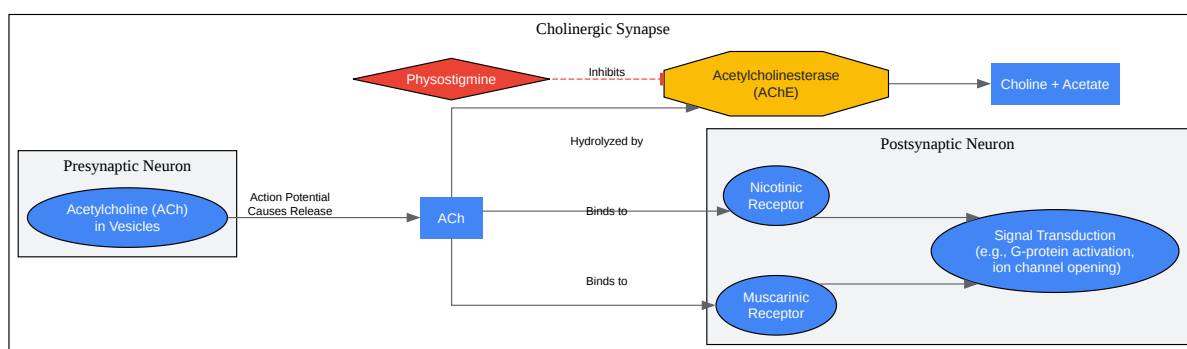 Cholinergic Synapse
Physostigmine
Inhibits
Acetylcholinesterase
(AChE)
Choline + Acetate
Hydrolyzed by
Presynaptic Neuron
Acetylcholine (ACh)
in Vesicles
Action Potential
Causes Release
ACh
Binds to
Binds to
Postsynaptic Neuron
Nicotinic
Receptor
Muscarinic
Receptor
Signal Transduction
(e.g., G-protein activation,
ion channel opening)